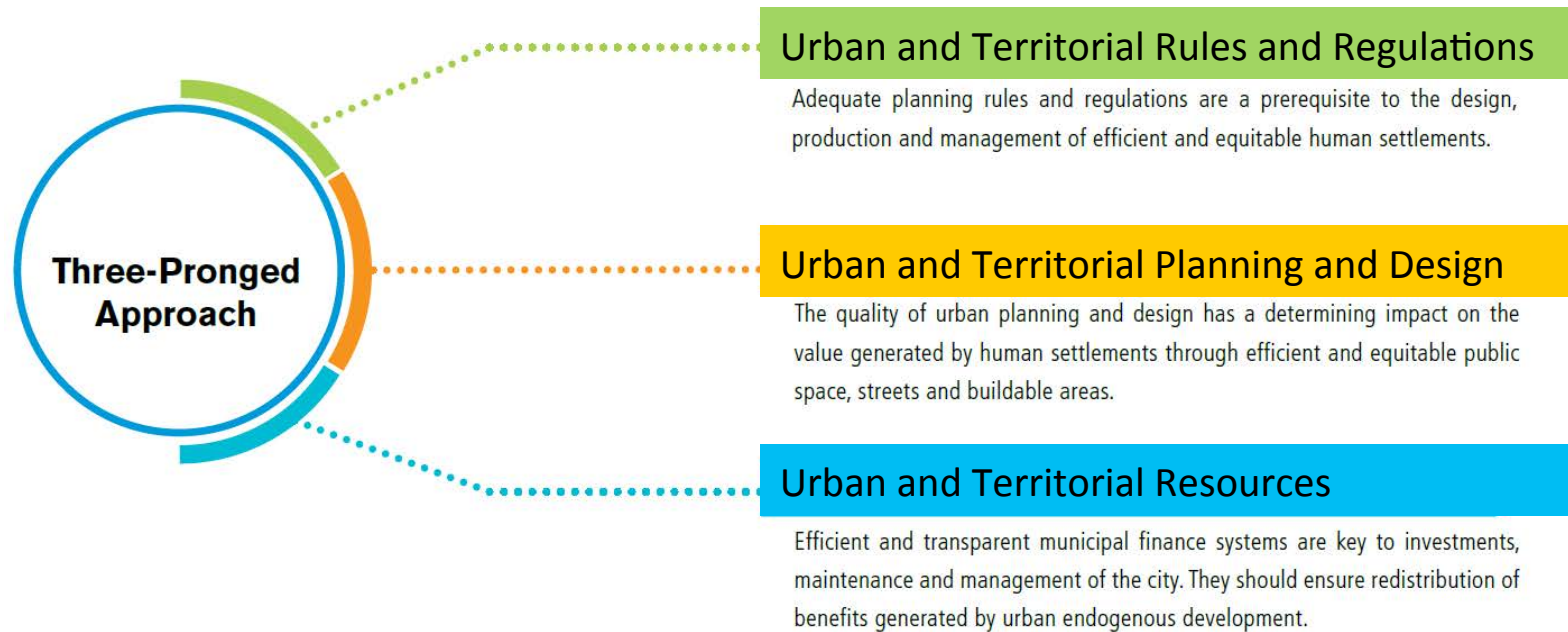 Three-Pronged
Approach
Urban and Territorial Rules and Regulations
Adequate planning rules and regulations are a prerequisite to the design,
production and management of efficient and equitable human settlements.
Urban and Territorial Planning and Design
The quality of urban planning and design has a determining impact on the
value generated by human settlements through efficient and equitable public
space, streets and buildable areas.
Urban and Territorial Resources
Efficient and transparent municipal finance systems are key to investments,
maintenance and management of the city. They should ensure redistribution of
benefits generated by urban endogenous development.